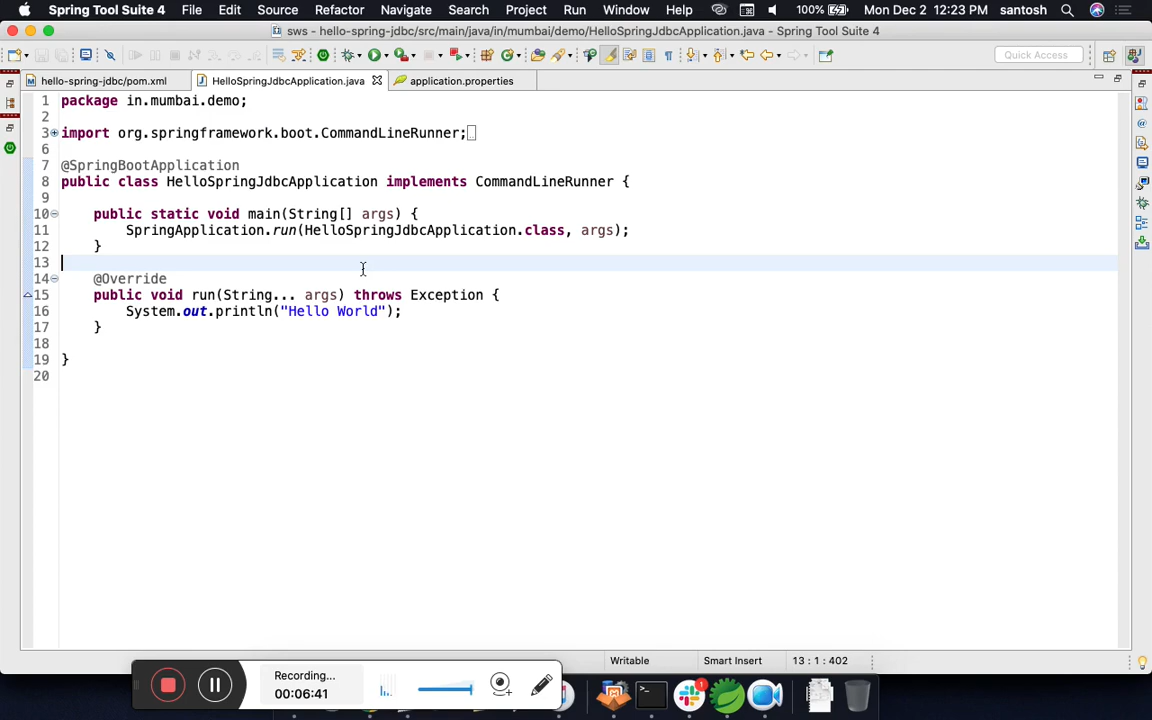 Spring Tool Suite 4 File Edit Source Refactor Navigate Search Project Run Window Help 100% Mon Dec 2 12:23 PM santosh
sws - hello-spring-jdbc/src/main/java/in/mumbai/demo/HelloSpringJdbcApplication.java - Spring Tool Suite 4
Quick Access
hello-spring-jdbc/pom.xml HelloSpringJdbcApplication.java application.properties
1 package in.mumbai.demo;
2
3 import org.springframework.boot.CommandLineRunner;
6
7 @SpringBootApplication
8 public class HelloSpringJdbcApplication implements CommandLineRunner {
9
10 public static void main(String[] args) {
11 SpringApplication.run(HelloSpringJdbcApplication.class, args);
12 }
13
14 @Override
15 public void run(String... args) throws Exception {
16 System.out.println("Hello World");
17 }
18
19 }
20
Writable Smart Insert 13 : 1 : 402
Recording...
00:06:41
1